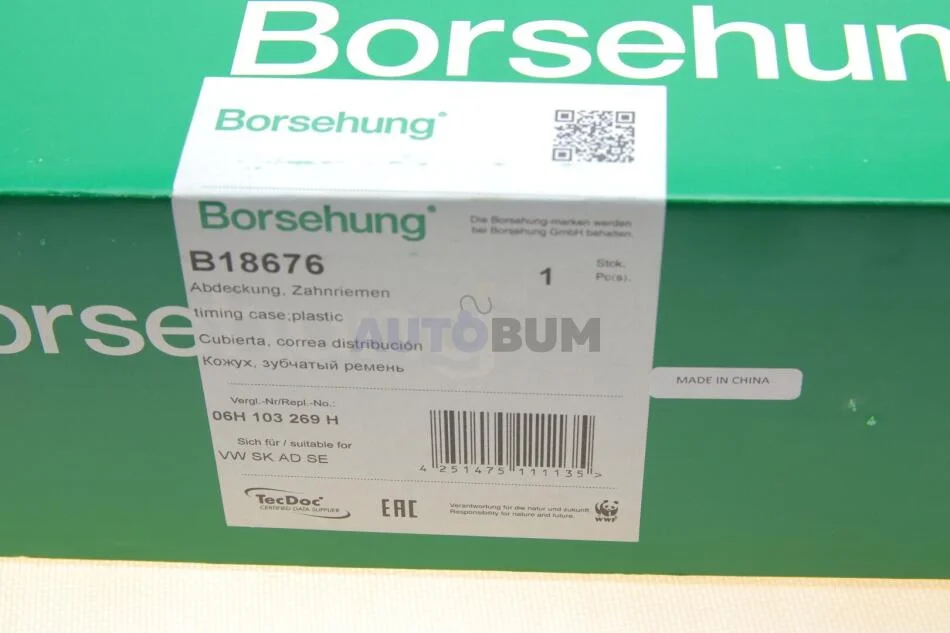 Borsehun
Borsehung
Borsehung
Die Borsehung-marken werden
bei Borsehung GmbH behalten.
B18676
1
Stck.
Pc(s).
Abdeckung, Zahnriemen
timing case;plastic
Cubierta, correa distribución
Кожух, зубчатый ремень
AUTOBUM
orse
Vergl.-Nr/Repl.-No.:
06H 103 269 H
Sich für / suitable for
VW SK AD SE
4 251475 111135 >
MADE IN CHINA
TecDoc
CERTIFIED DATA SUPPLIER
EAC
Verantwortung für die natur und zukunft.
Responsibility for nature and future.
WWF